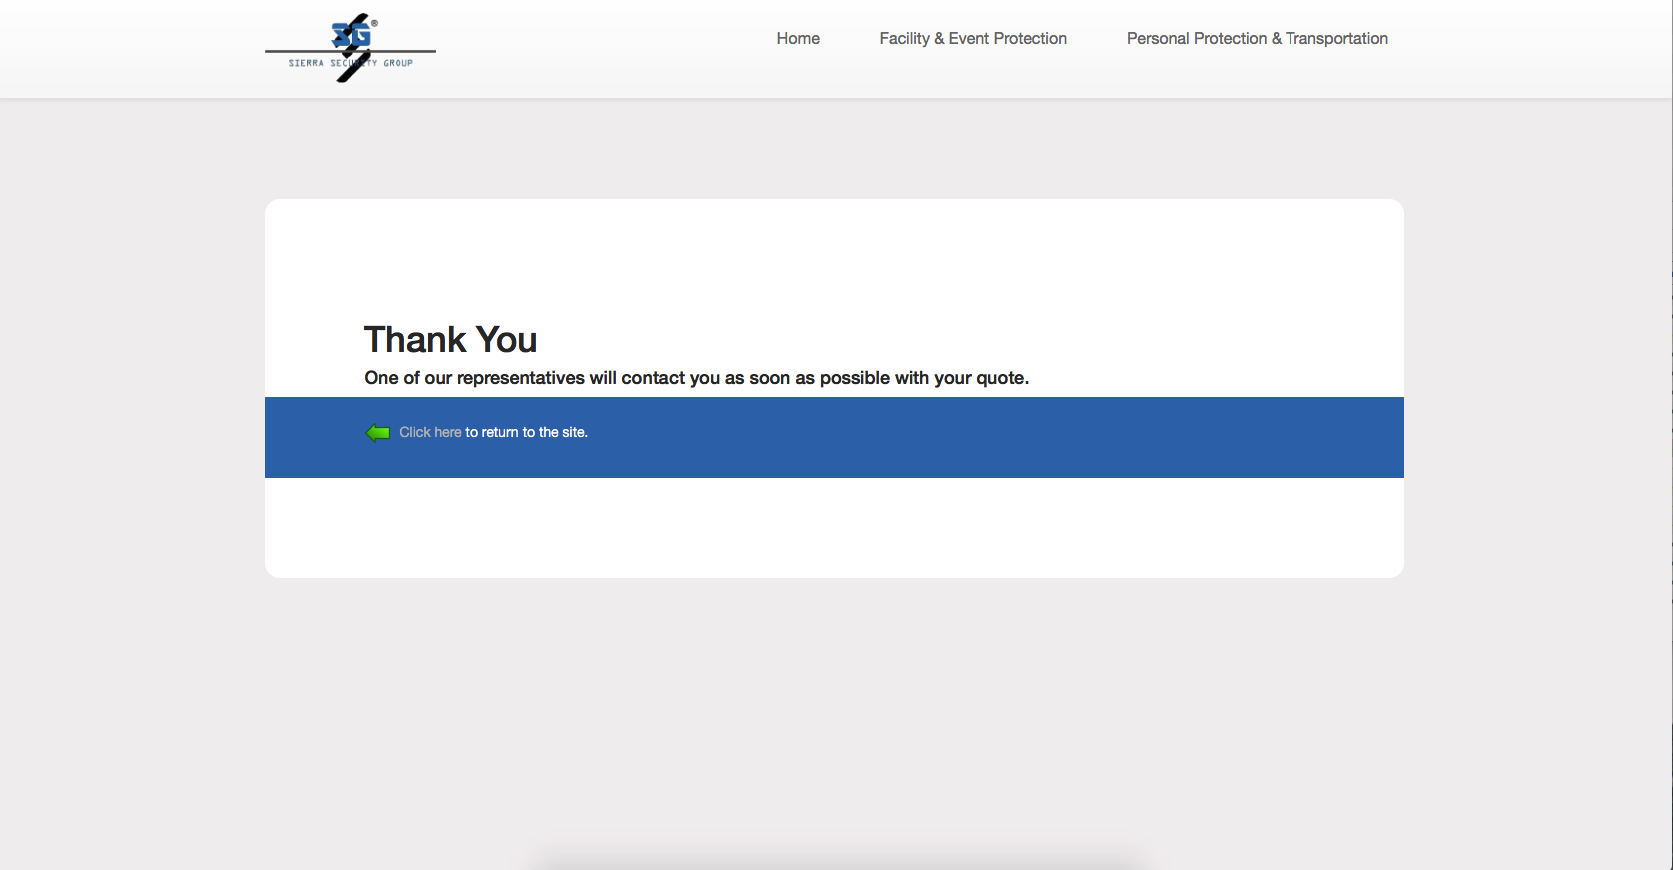 SG®
SIERRA SECURITY GROUP
Home
Facility & Event Protection
Personal Protection & Transportation
Thank You
One of our representatives will contact you as soon as possible with your quote.
Click here to return to the site.